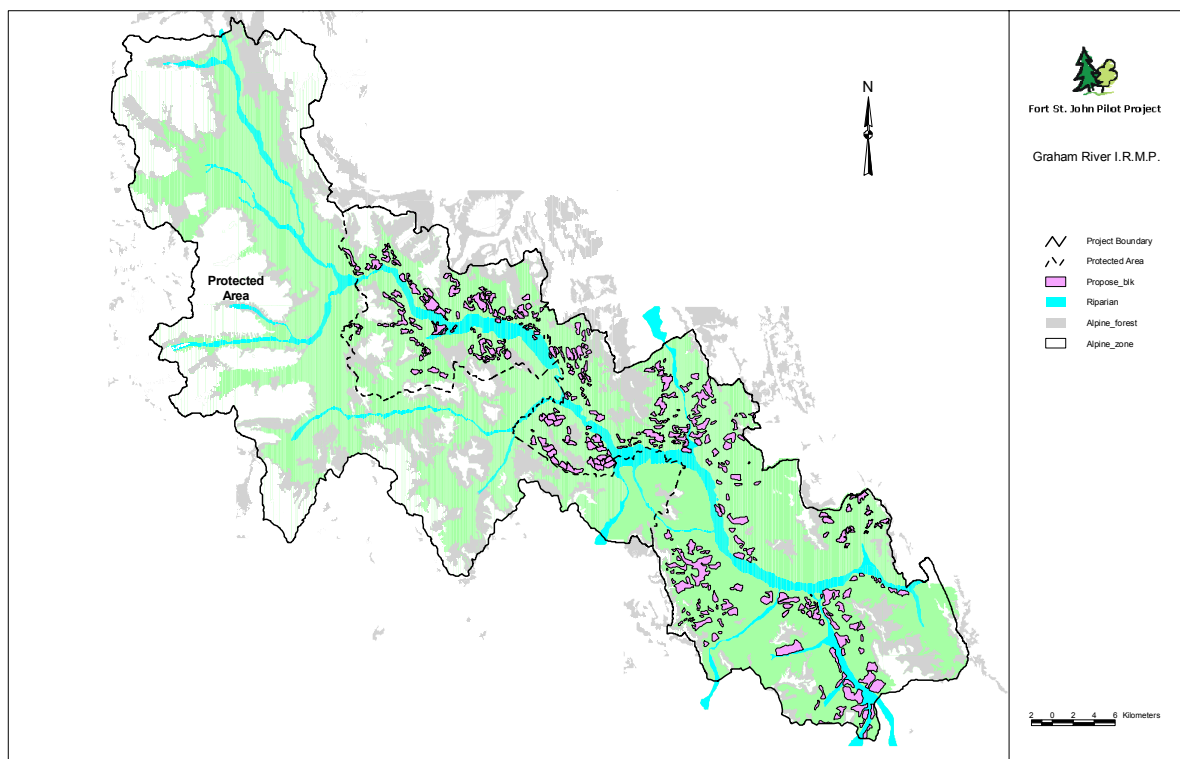 Protected
Area
N
Fort St. John Pilot Project
Graham River I.R.M.P.
Project Boundary
Protected Area
Propose_blk
Riparian
Alpine_forest
Alpine_zone
2 0 2 4 6 Kilometers